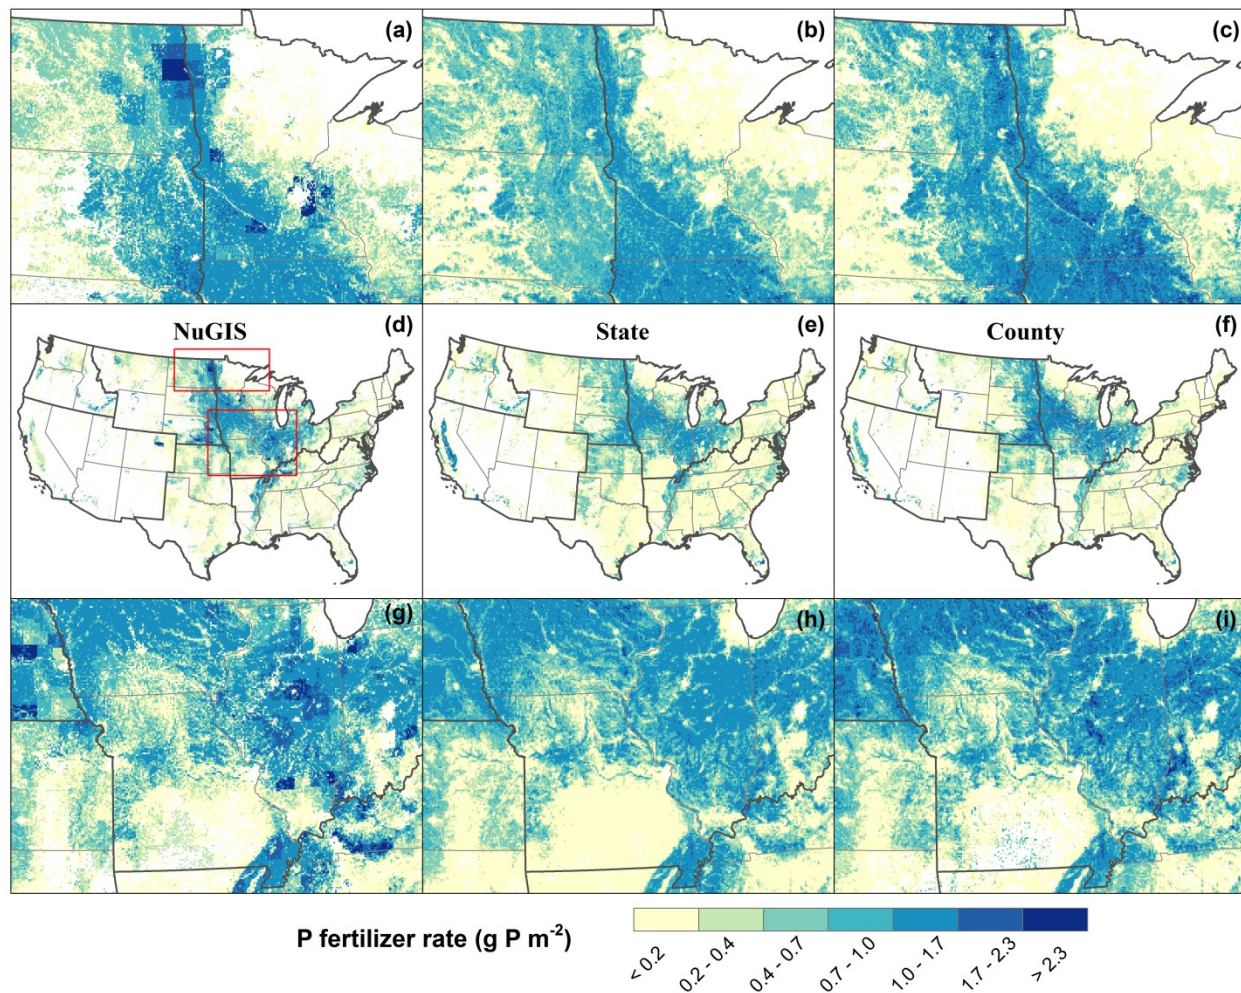 (a)
(b)
(c)
NuGIS
(d)
State
(e)
County
(f)
(g)
(h)
(i)
P fertilizer rate (g P m⁻²)
< 0.2
0.2 - 0.4
0.4 - 0.7
0.7 - 1.0
1.0 - 1.7
1.7 - 2.3
> 2.3